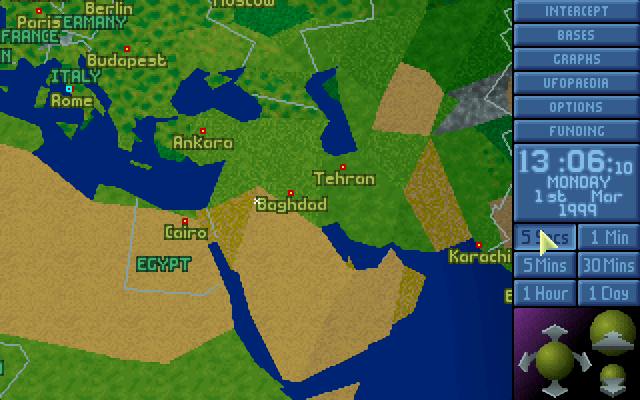 Moscow
Berlin
Paris
GERMANY
FRANCE
N
Budapest
ITALY
Rome
Ankara
Tehran
Baghdad
Cairo
EGYPT
Karachi
E
INTERCEPT
BASES
GRAPHS
UFOPAEDIA
OPTIONS
FUNDING
13:06:10
MONDAY
1st Mar
1999
5 Secs 1 Min
5 Mins 30 Mins
1 Hour 1 Day